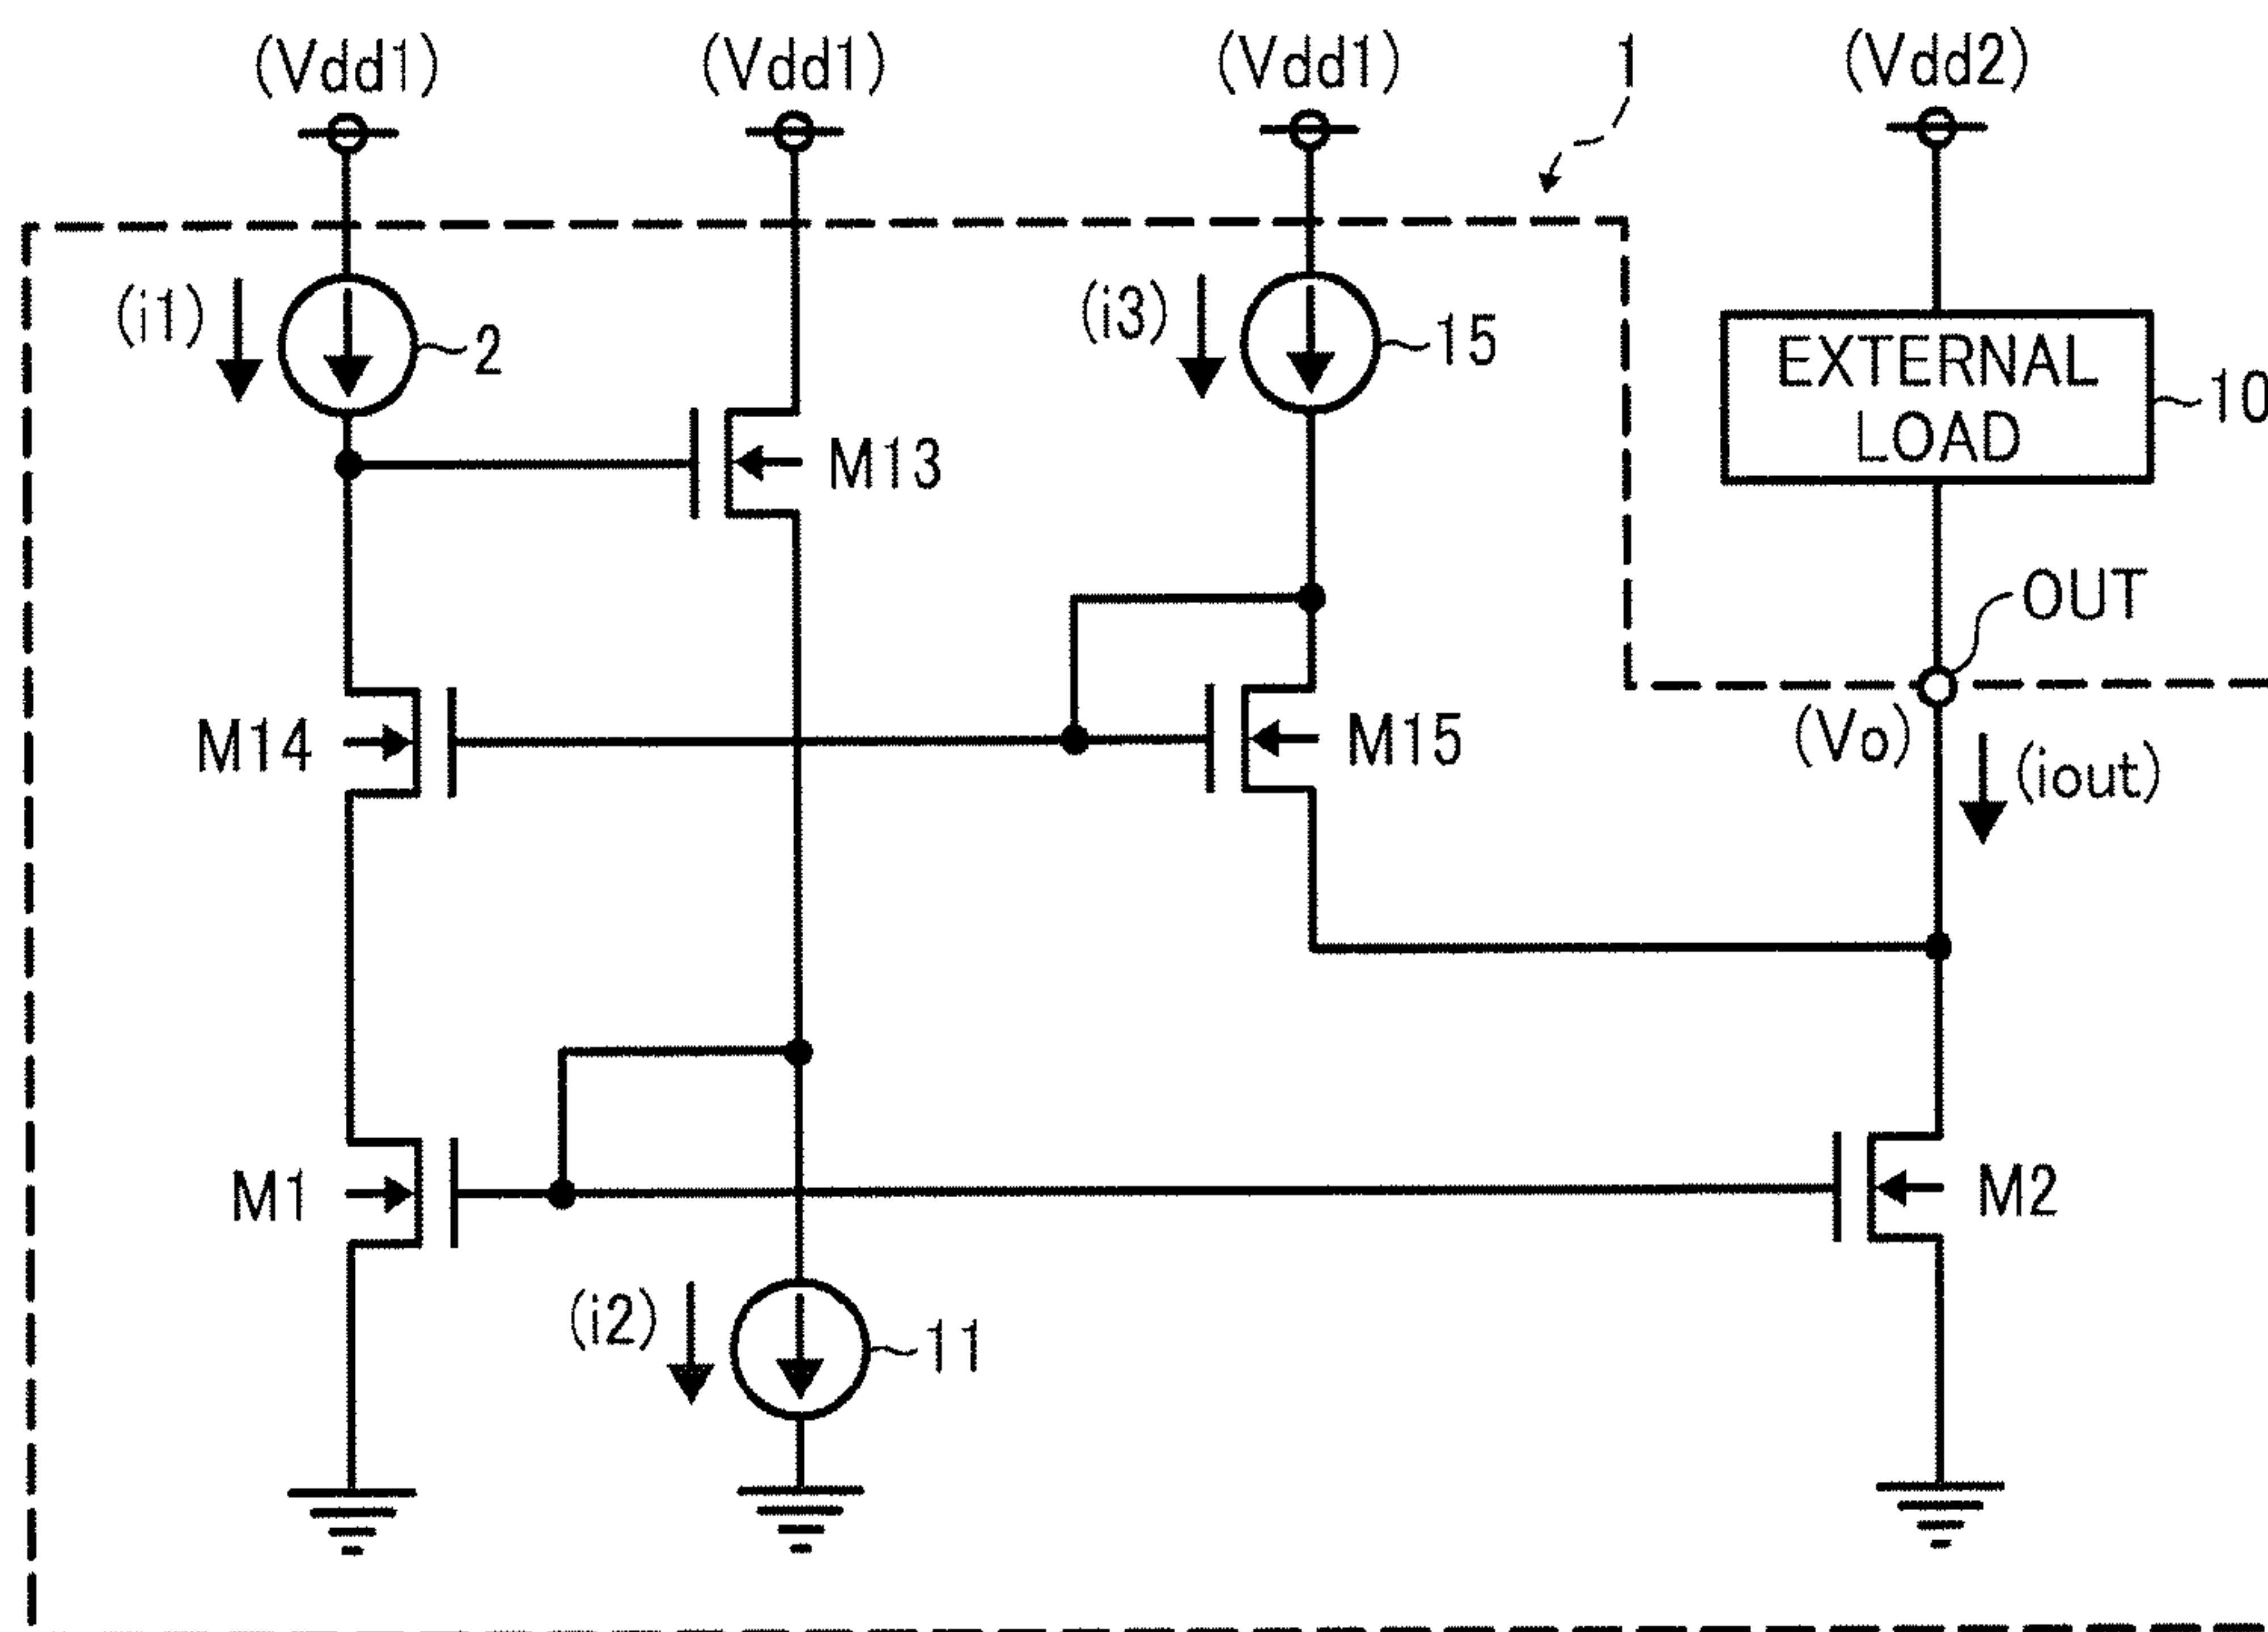 (Vdd1)
(Vdd1)
(Vdd1)
1
(Vdd2)
(i1)
2
(i3)
15
EXTERNAL
LOAD
10
M13
OUT
M14
M15
(Vo)
(iout)
M1
M2
(i2)
11